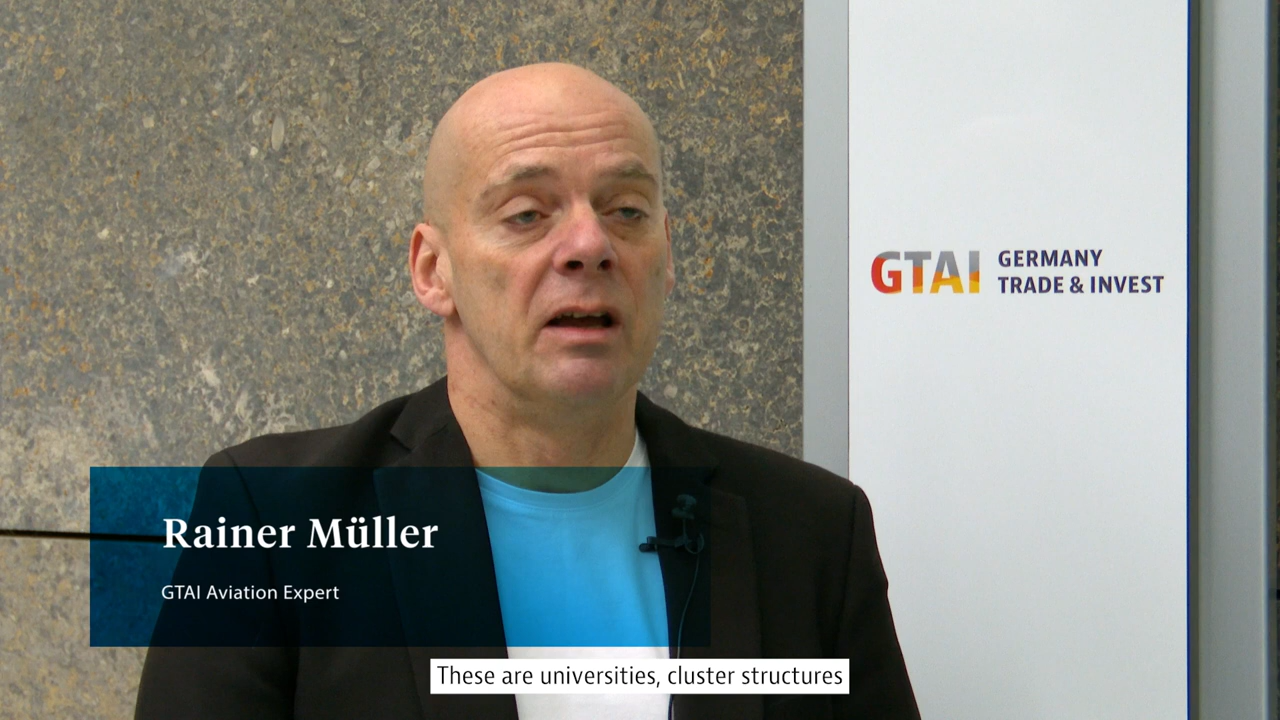 GTAI
GERMANY
TRADE & INVEST
Rainer Müller
GTAI Aviation Expert
These are universities, cluster structures